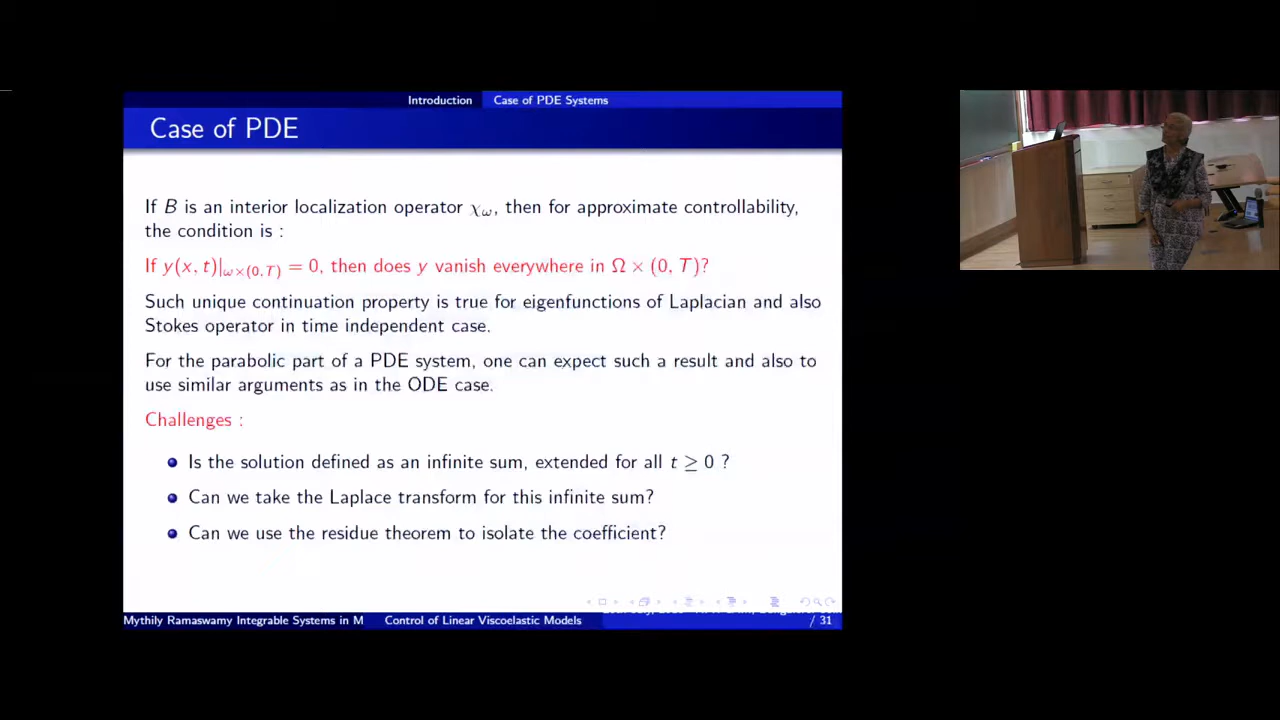 Introduction Case of PDE Systems
Case of PDE
If B is an interior localization operator χω, then for approximate controllability,
the condition is :
If y(x, t)|ω×(0,T) = 0, then does y vanish everywhere in Ω × (0, T)?
Such unique continuation property is true for eigenfunctions of Laplacian and also
Stokes operator in time independent case.
For the parabolic part of a PDE system, one can expect such a result and also to
use similar arguments as in the ODE case.
Challenges :
Is the solution defined as an infinite sum, extended for all t ≥ 0 ?
Can we take the Laplace transform for this infinite sum?
Can we use the residue theorem to isolate the coefficient?
Mythily Ramaswamy Integrable Systems in M Control of Linear Viscoelastic Models / 31